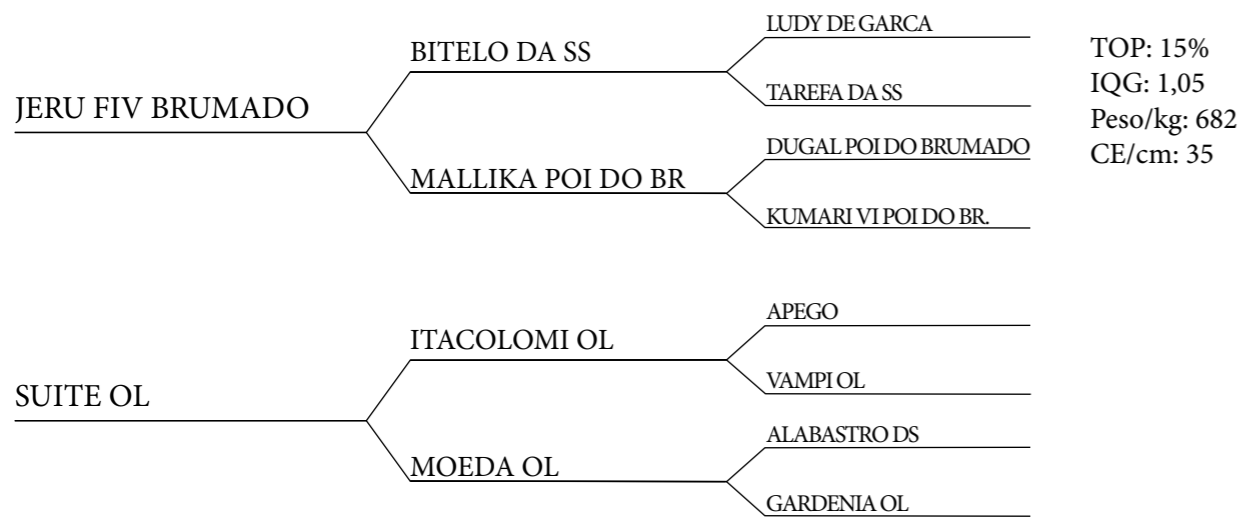 LUDY DE GARCA
BITELO DA SS
TAREFA DA SS
JERU FIV BRUMADO
DUGAL POI DO BRUMADO
MALLIKA POI DO BR
KUMARI VI POI DO BR.
APEGO
ITACOLOMI OL
VAMPI OL
SUITE OL
ALABASTRO DS
MOEDA OL
GARDENIA OL
TOP: 15%
IQG: 1,05
Peso/kg: 682
CE/cm: 35